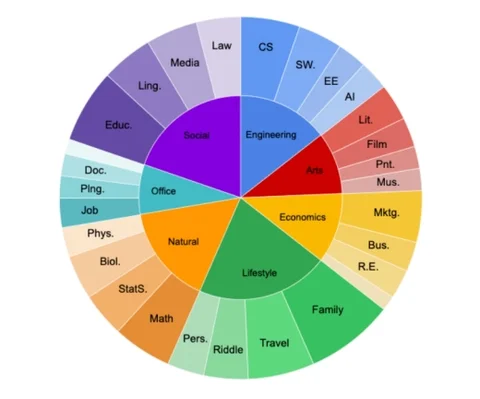 Law
CS
Media
SW.
Ling.
EE
AI
Educ.
Social
Engineering
Lit.
Film
Doc.
Office
Arts
Pnt.
Plng.
Mus.
Job
Economics
Mktg.
Phys.
Natural
Bus.
Biol.
Lifestyle
R.E.
StatS.
Math
Family
Pers.
Riddle
Travel